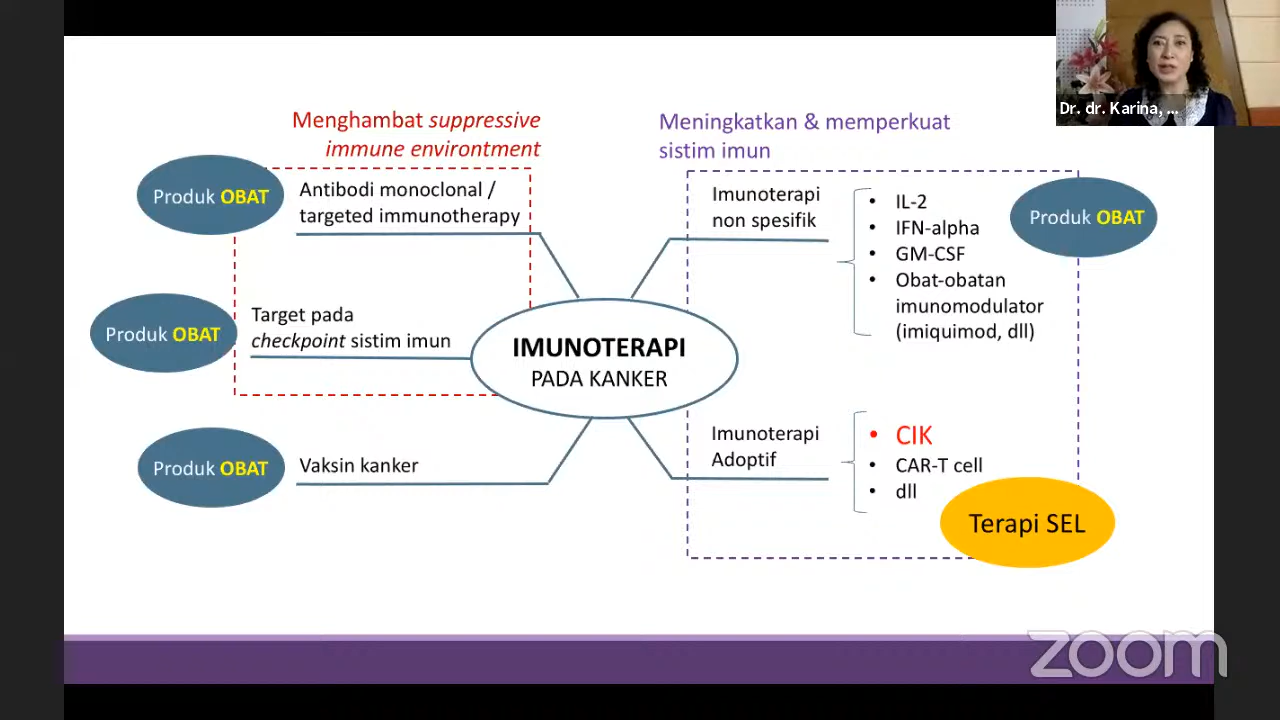 Dr. dr. Karina, ...
Menghambat suppressive
immune environtment
Produk OBAT
Antibodi monoclonal /
targeted immunotherapy
Produk OBAT
Target pada
checkpoint sistim imun
Produk OBAT
Vaksin kanker
IMUNOTERAPI
PADA KANKER
Meningkatkan & memperkuat
sistim imun
Imunoterapi
non spesifik
• IL-2
• IFN-alpha
• GM-CSF
• Obat-obatan
imunomodulator
(imiquimod, dll)
Produk OBAT
Imunoterapi
Adoptif
• CIK
• CAR-T cell
• dll
Terapi SEL
zoom